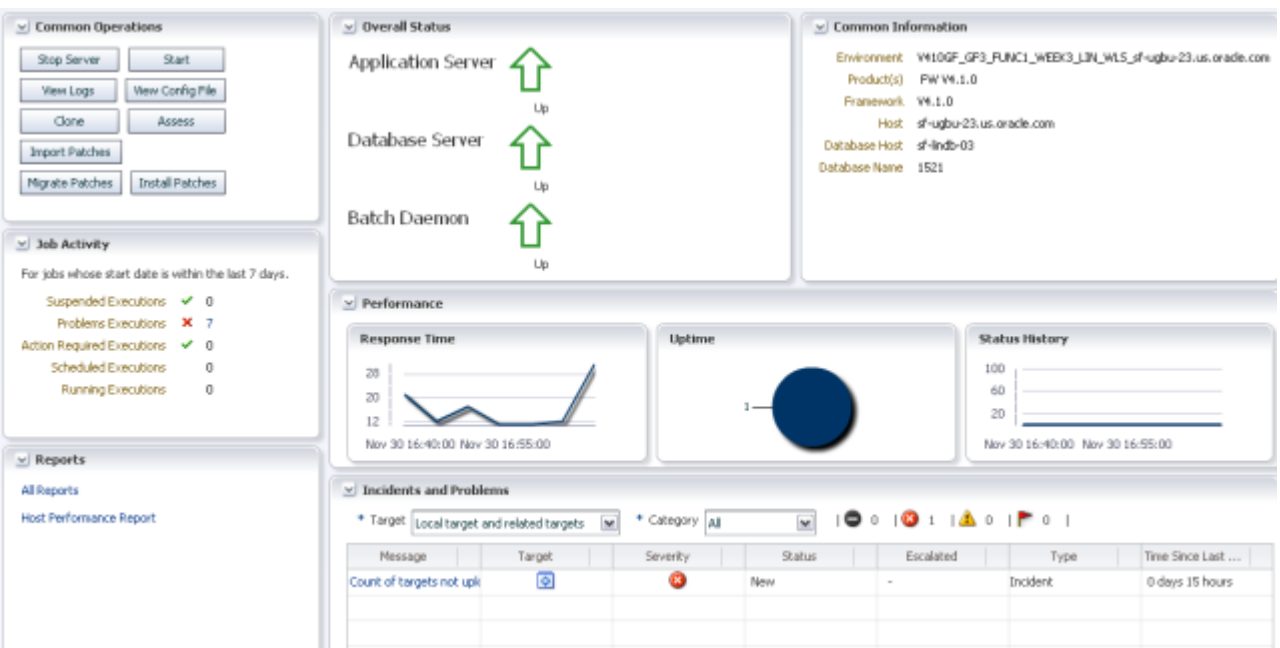 Common Operations
Stop Server
Start
View Logs
View Config File
Clone
Assess
Import Patches
Migrate Patches
Install Patches
Job Activity
For jobs whose start date is within the last 7 days.
Suspended Executions 0
Problems Executions 7
Action Required Executions 0
Scheduled Executions 0
Running Executions 0
Reports
All Reports
Host Performance Report
Overall Status
Application Server
Up
Database Server
Up
Batch Daemon
Up
Common Information
Environment V410GF_GF3_FUNC1_WEEK3_LIN_WLS_sf-ugbu-23.us.oracle.com
Product(s) FW V4.1.0
Framework V4.1.0
Host sf-ugbu-23.us.oracle.com
Database Host sf-lindb-03
Database Name 1521
Performance
Response Time
28
20
12
Nov 30 16:40:00 Nov 30 16:55:00
Uptime
1
Status History
100
60
20
Nov 30 16:40:00 Nov 30 16:55:00
Incidents and Problems
* Target Local target and related targets * Category All | 0 | 1 | 0 | 0 |
Message Target Severity Status Escalated Type Time Since Last ...
Count of targets not upl New - Incident 0 days 15 hours